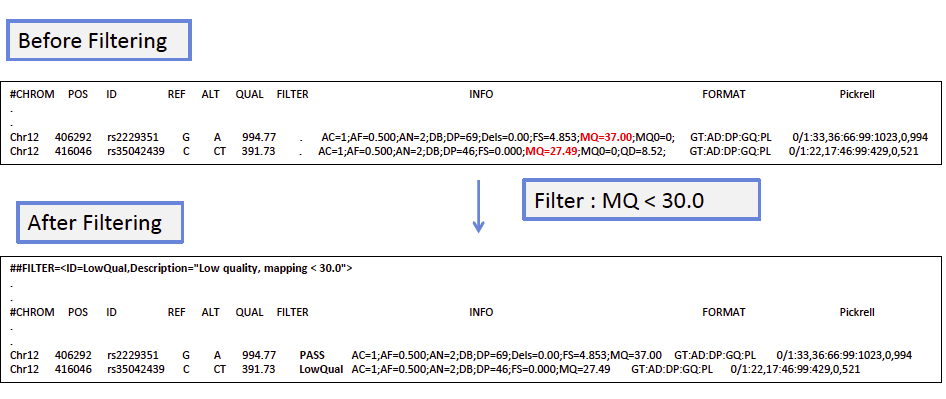 Before Filtering
#CHROM POS ID REF ALT QUAL FILTER INFO FORMAT Pickrell
.
.
Chr12 406292 rs2229351 G A 994.77 . AC=1;AF=0.500;AN=2;DB;DP=69;Dels=0.00;FS=4.853;MQ=37.00;MQ0=0; GT:AD:DP:GQ:PL 0/1:33,36:66:99:1023,0,994
Chr12 416046 rs35042439 C CT 391.73 . AC=1;AF=0.500;AN=2;DB;DP=46;FS=0.000;MQ=27.49;MQ0=0;QD=8.52; GT:AD:DP:GQ:PL 0/1:22,17:46:99:429,0,521
Filter : MQ < 30.0
After Filtering
##FILTER=<ID=LowQual,Description="Low quality, mapping < 30.0">
.
.
#CHROM POS ID REF ALT QUAL FILTER INFO FORMAT Pickrell
.
.
Chr12 406292 rs2229351 G A 994.77 PASS AC=1;AF=0.500;AN=2;DB;DP=69;Dels=0.00;FS=4.853;MQ=37.00 GT:AD:DP:GQ:PL 0/1:33,36:66:99:1023,0,994
Chr12 416046 rs35042439 C CT 391.73 LowQual AC=1;AF=0.500;AN=2;DB;DP=46;FS=0.000;MQ=27.49 GT:AD:DP:GQ:PL 0/1:22,17:46:99:429,0,521